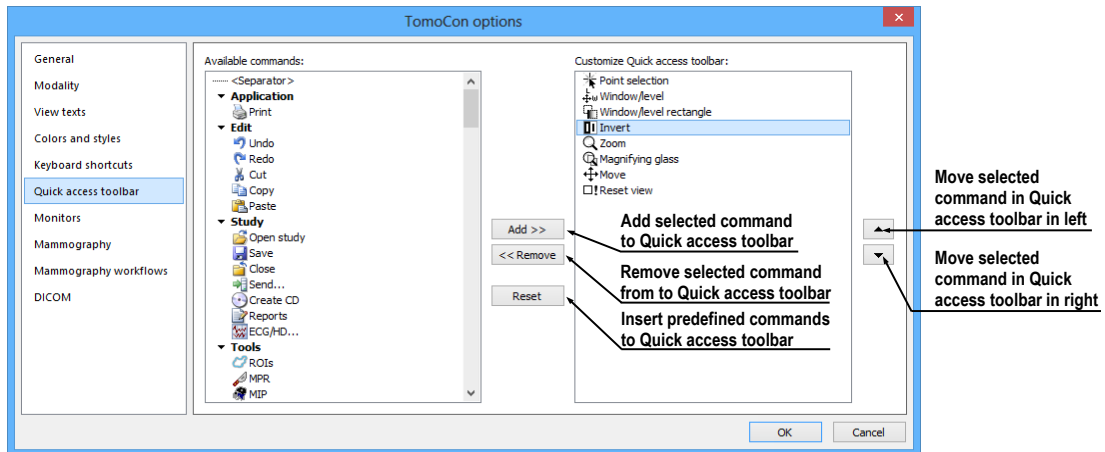 TomoCon options
General
Modality
View texts
Colors and styles
Keyboard shortcuts
Quick access toolbar
Monitors
Mammography
Mammography workflows
DICOM
Available commands:
<Separator>
Application
Print
Edit
Undo
Redo
Cut
Copy
Paste
Study
Open study
Save
Close
Send...
Create CD
Reports
ECG/HD...
Tools
ROIs
MPR
MIP
Add >>
<< Remove
Reset
Add selected command
to Quick access toolbar
Remove selected command
from to Quick access toolbar
Insert predefined commands
to Quick access toolbar
Customize Quick access toolbar:
Point selection
Window/level
Window/level rectangle
Invert
Zoom
Magnifying glass
Move
Reset view
Move selected
command in Quick
access toolbar in left
Move selected
command in Quick
access toolbar in right
OK
Cancel